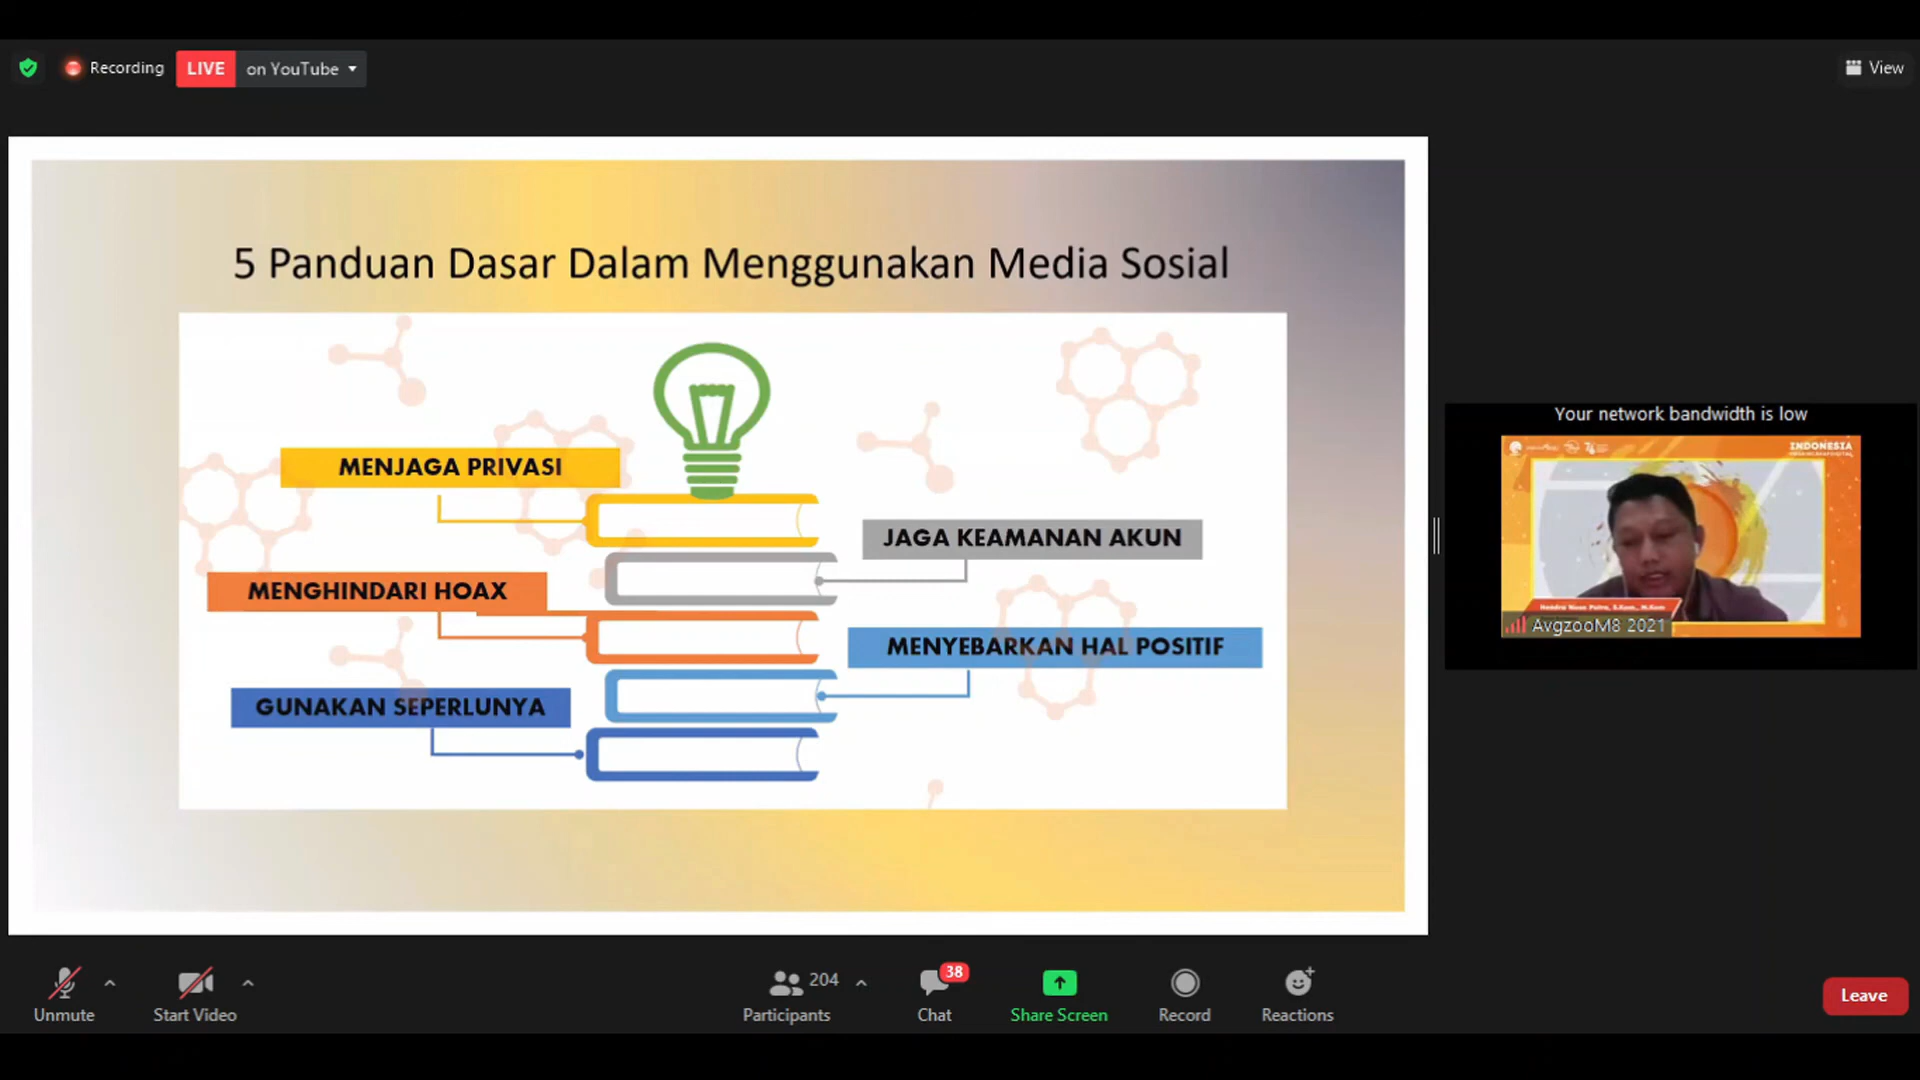 Recording
LIVE on YouTube
View
5 Panduan Dasar Dalam Menggunakan Media Sosial
MENJAGA PRIVASI
JAGA KEAMANAN AKUN
MENGHINDARI HOAX
MENYEBARKAN HAL POSITIF
GUNAKAN SEPERLUNYA
Your network bandwidth is low
INDONESIA
AvgzooM8 2021
Unmute
Start Video
204
Participants
38
Chat
Share Screen
Record
Reactions
Leave